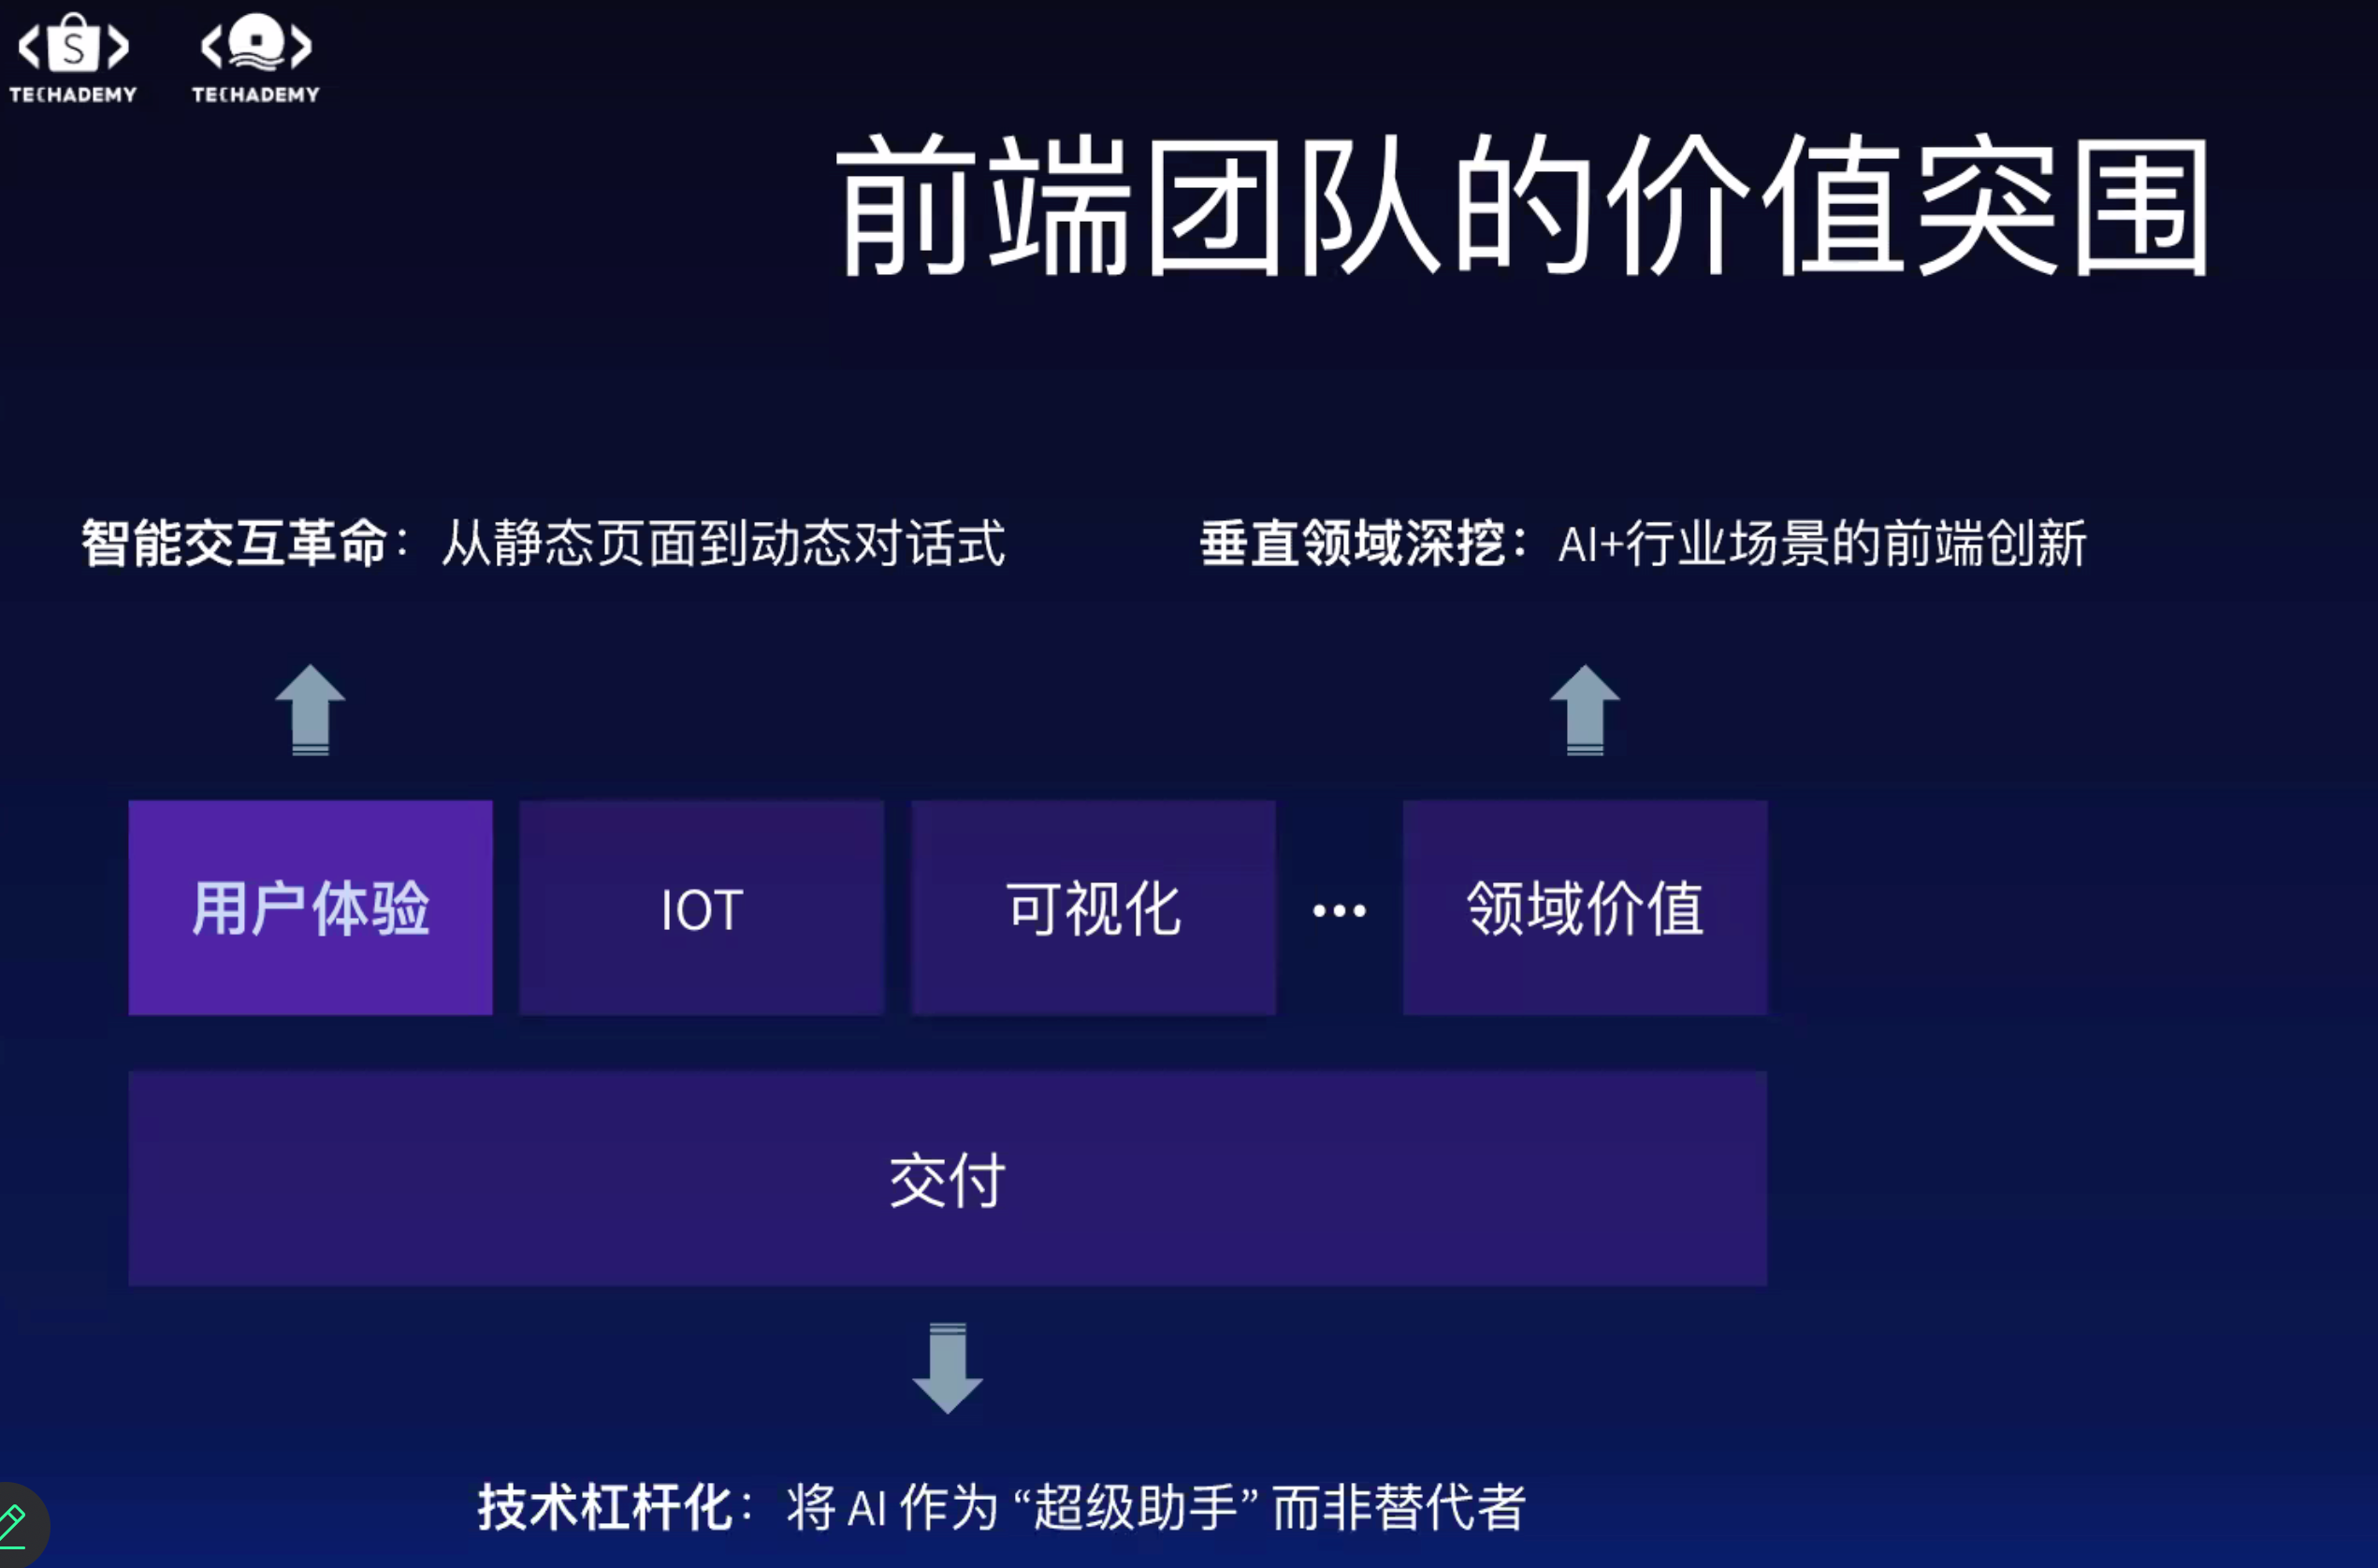 TECHADEMY TECHADEMY
前端团队的价值突围
智能交互革命：从静态页面到动态对话式
垂直领域深挖：AI+行业场景的前端创新
用户体验
IOT
可视化
•••
领域价值
交付
技术杠杆化：将 AI 作为 “超级助手” 而非替代者